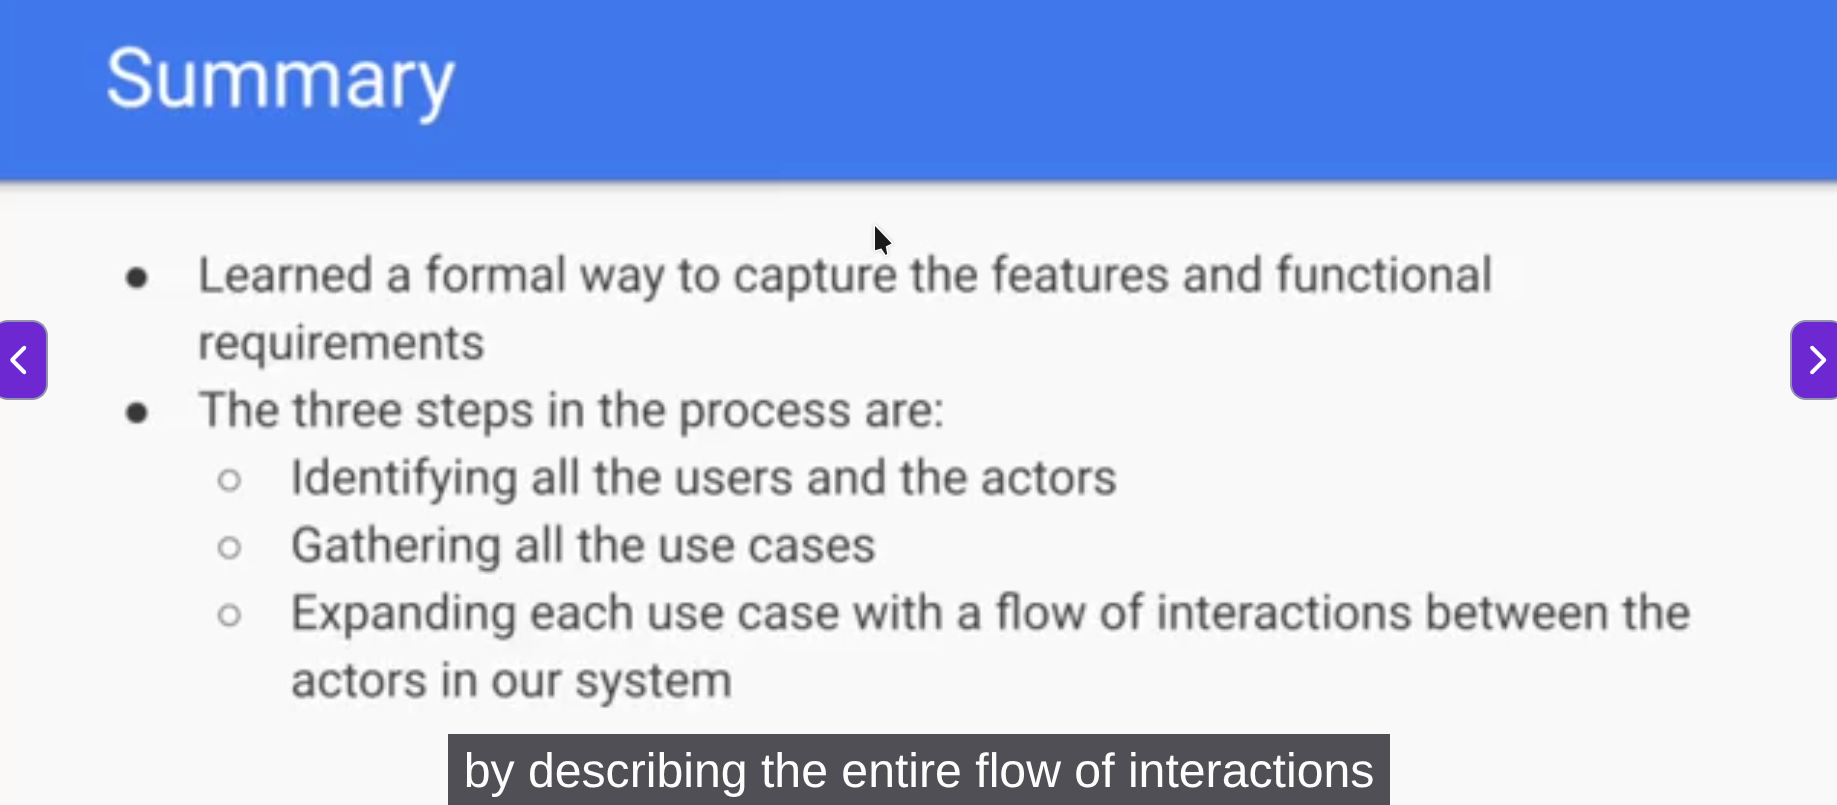 Summary
● Learned a formal way to capture the features and functional
requirements
● The three steps in the process are:
○ Identifying all the users and the actors
○ Gathering all the use cases
○ Expanding each use case with a flow of interactions between the
actors in our system
by describing the entire flow of interactions